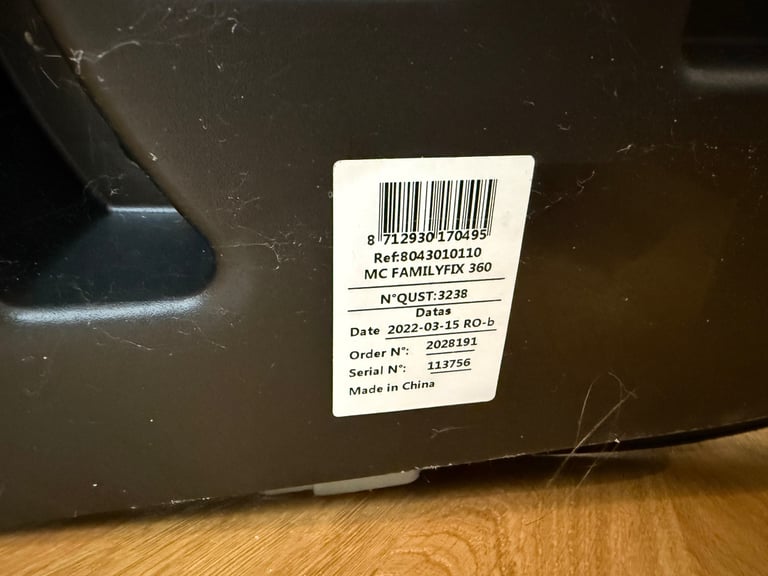 8 712930 170495
Ref:8043010110
MC FAMILYFIX 360
N°QUST:3238
Datas
Date 2022-03-15 RO-b
Order N°: 2028191
Serial N°: 113756
Made in China